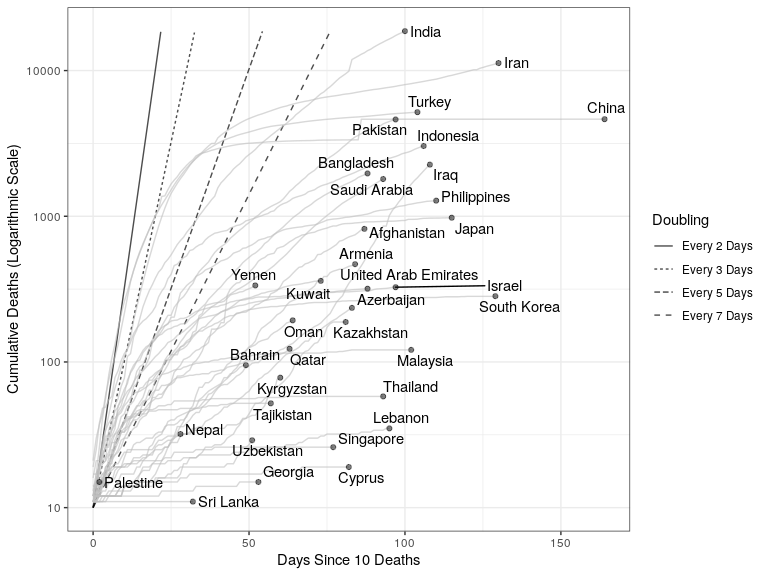 India
Iran
Turkey
China
Pakistan
Indonesia
Bangladesh
Iraq
Saudi Arabia
Philippines
Japan
Afghanistan
Armenia
Yemen
United Arab Emirates
Israel
Kuwait
Azerbaijan
South Korea
Oman
Kazakhstan
Bahrain
Qatar
Malaysia
Kyrgyzstan
Thailand
Tajikistan
Lebanon
Nepal
Singapore
Uzbekistan
Georgia
Cyprus
Palestine
Sri Lanka
10000
1000
100
10
0
50
100
150
Days Since 10 Deaths
Cumulative Deaths (Logarithmic Scale)
Doubling
Every 2 Days
Every 3 Days
Every 5 Days
Every 7 Days